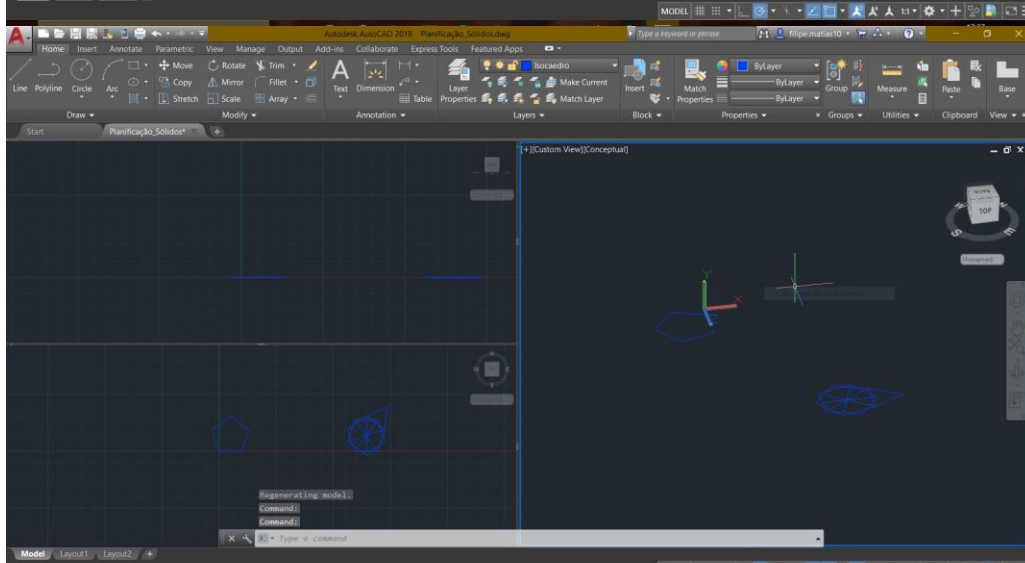 MODEL 1:1
Autodesk AutoCAD 2019 Planificação_Sólidos.dwg Type a keyword or phrase filipe.matias10
Home Insert Annotate Parametric View Manage Output Add-ins Collaborate Express Tools Featured Apps
Line Polyline Circle Arc Move Rotate Trim Text Dimension Layer Properties Isocaedro Insert Match Properties ByLayer Group Measure Paste Base
Copy Mirror Fillet Make Current ByLayer
Stretch Scale Array Table Match Layer ByLayer
Draw Modify Annotation Layers Block Properties Groups Utilities Clipboard View
Start Planificação_Sólidos*
[+][Custom View][Conceptual]
TOP
S E
Unnamed
Y
X
Regenerating model.
Command:
Command:
Type a command
Model Layout1 Layout2